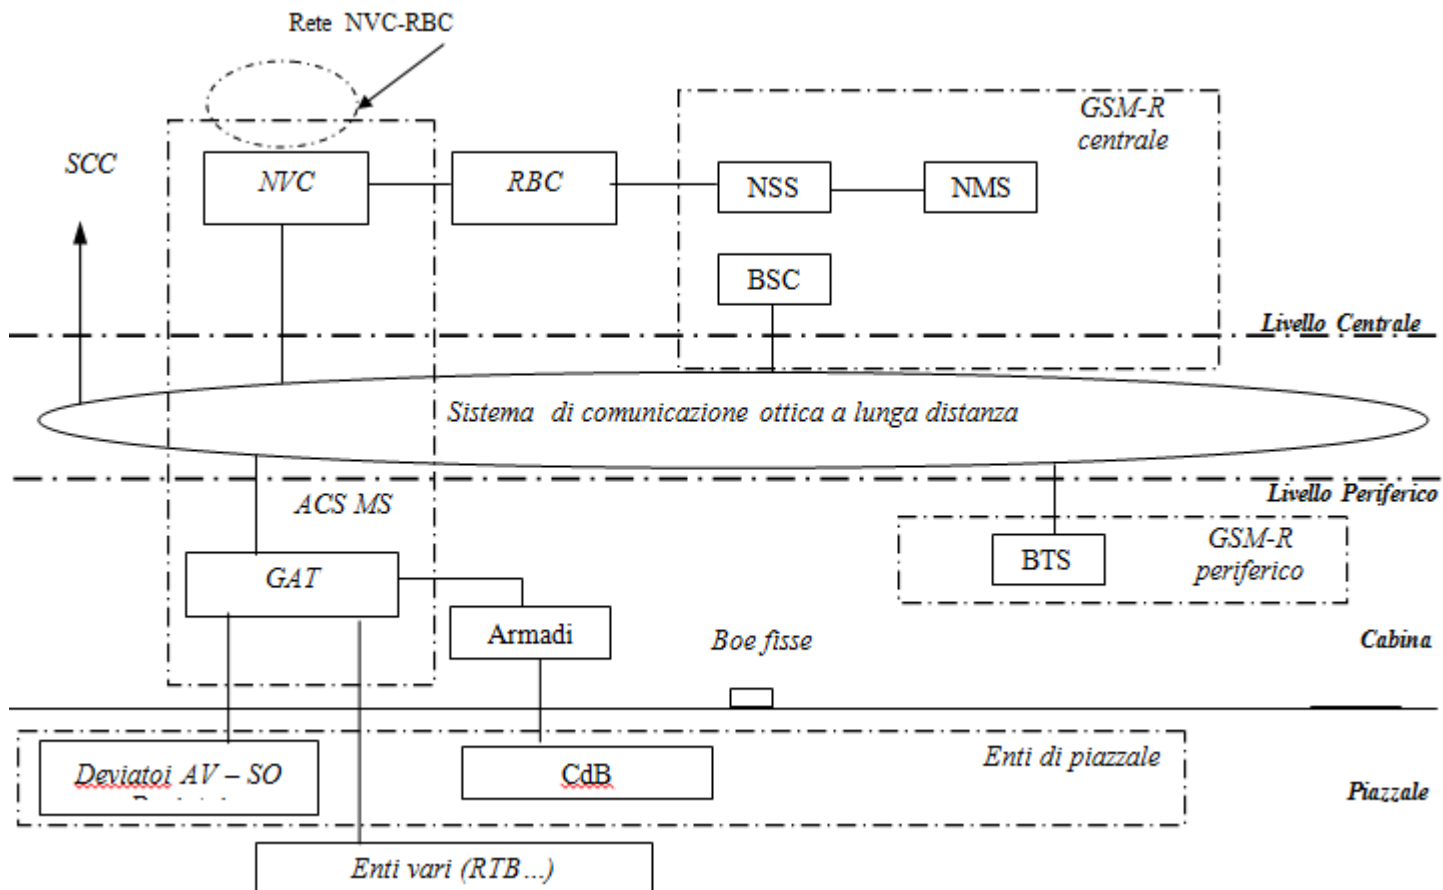 Rete NVC-RBC
GSM-R
centrale
SCC
NVC
RBC
NSS
NMS
BSC
Livello Centrale
Sistema di comunicazione ottica a lunga distanza
Livello Periferico
ACS MS
GSM-R
periferico
BTS
GAT
Armadi
Boe fisse
Cabina
Enti di piazzale
Deviatoi AV – SO
CdB
Piazzale
Enti vari (RTB…)